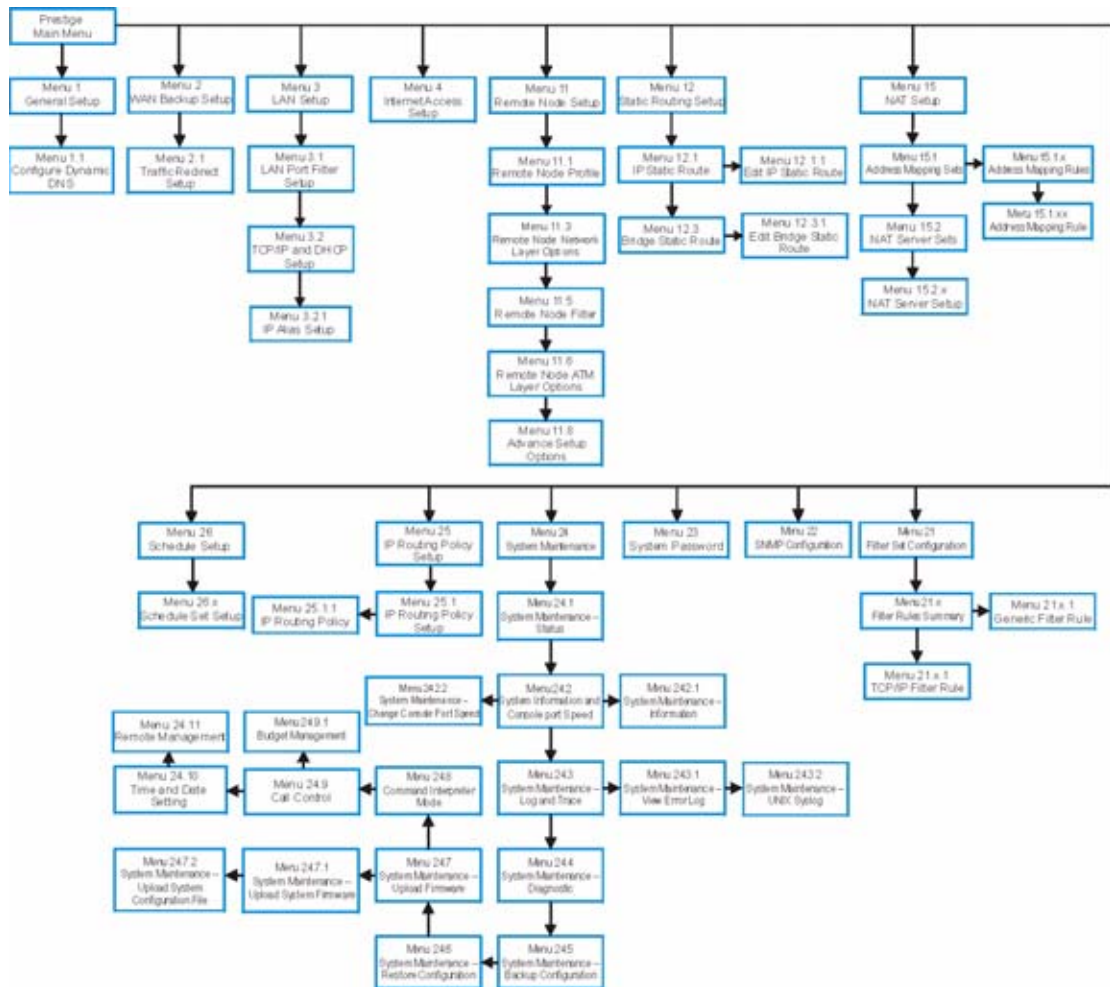 Prestige
Main Menu
Menu 1
General Setup
Menu 2
WAN Backup Setup
Menu 3
LAN Setup
Menu 4
Internet Access
Setup
Menu 11
Remote Node Setup
Menu 12
Static Routing Setup
Menu 15
NAT Setup
Menu 1.1
Configure Dynamic
DNS
Menu 2.1
Traffic Redirect
Setup
Menu 3.1
LAN Port Filter
Setup
Menu 11.1
Remote Node Profile
Menu 12.1
IP Static Route
Menu 12.1.1
Edit IP Static Route
Menu 15.1
Address Mapping Sets
Menu 15.1.x
Address Mapping Rules
Menu 3.2
TCP/IP and DHCP
Setup
Menu 11.3
Remote Node Network
Layer Options
Menu 12.3
Bridge Static Route
Menu 12.3.1
Edit Bridge Static
Route
Menu 15.2
NAT Server Sets
Menu 15.1.xx
Address Mapping Rule
Menu 3.2.1
IP Alias Setup
Menu 11.5
Remote Node Filter
Menu 15.2.x
NAT Server Setup
Menu 11.6
Remote Node ATM
Layer Options
Menu 11.8
Advance Setup
Options
Menu 26
Schedule Setup
Menu 25
IP Routing Policy
Setup
Menu 24
System Maintenance
Menu 23
System Password
Menu 22
SNMP Configuration
Menu 21
Filter Set Configuration
Menu 26.x
Schedule Set Setup
Menu 25.1.1
IP Routing Policy
Menu 25.1
IP Routing Policy
Setup
Menu 24.1
System Maintenance –
Status
Menu 21.x
Filter Rules Summary
Menu 21.x.1
Generic Filter Rule
Menu 21.x.1
TCP/IP Filter Rule
Menu 24.2.2
System Maintenance –
Change Console Port Speed
Menu 24.2
System Information and
Console port Speed
Menu 24.2.1
System Maintenance –
Information
Menu 24.11
Remote Management
Menu 24.9.1
Budget Management
Menu 24.10
Time and Date
Setting
Menu 24.9
Call Control
Menu 24.8
Command Interpreter
Mode
Menu 24.3
System Maintenance –
Log and Trace
Menu 24.3.1
System Maintenance –
View Error Log
Menu 24.3.2
System Maintenance –
UNIX Syslog
Menu 24.7.2
System Maintenance –
Upload System
Configuration File
Menu 24.7.1
System Maintenance –
Upload System Firmware
Menu 24.7
System Maintenance –
Upload Firmware
Menu 24.4
System Maintenance –
Diagnostic
Menu 24.6
System Maintenance –
Restore Configuration
Menu 24.5
System Maintenance –
Backup Configuration